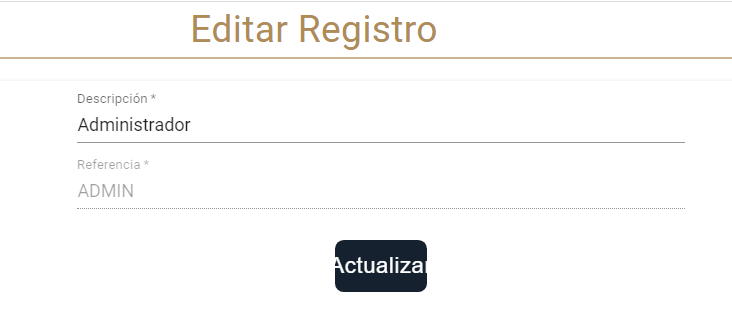 Editar Registro
Descripción *
Administrador
Referencia *
ADMIN
Actualizar